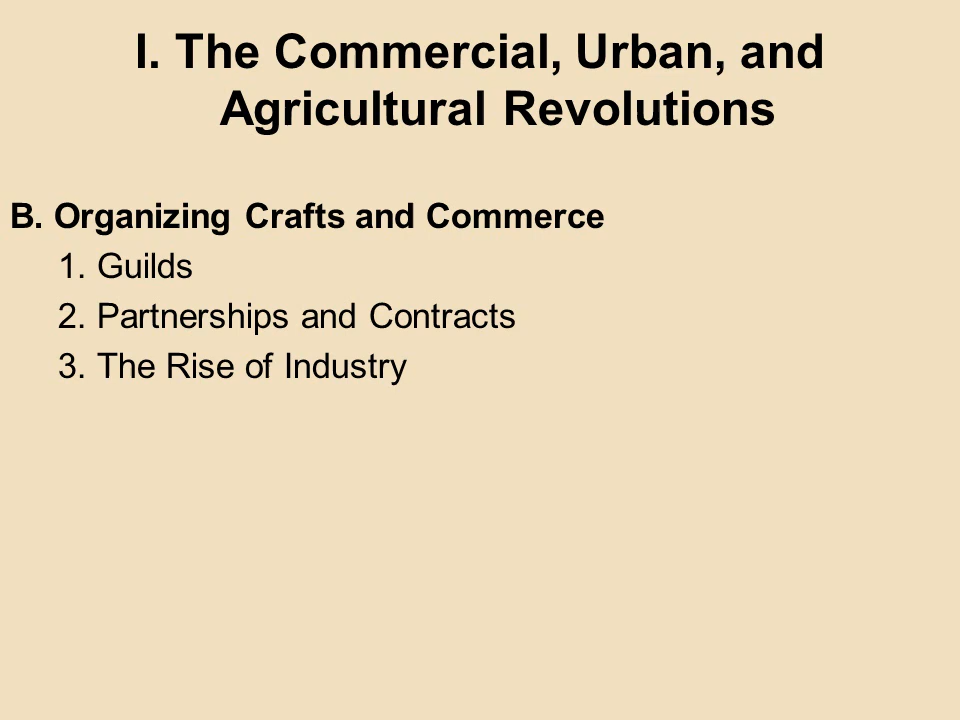 I. The Commercial, Urban, and
Agricultural Revolutions
B. Organizing Crafts and Commerce
1. Guilds
2. Partnerships and Contracts
3. The Rise of Industry